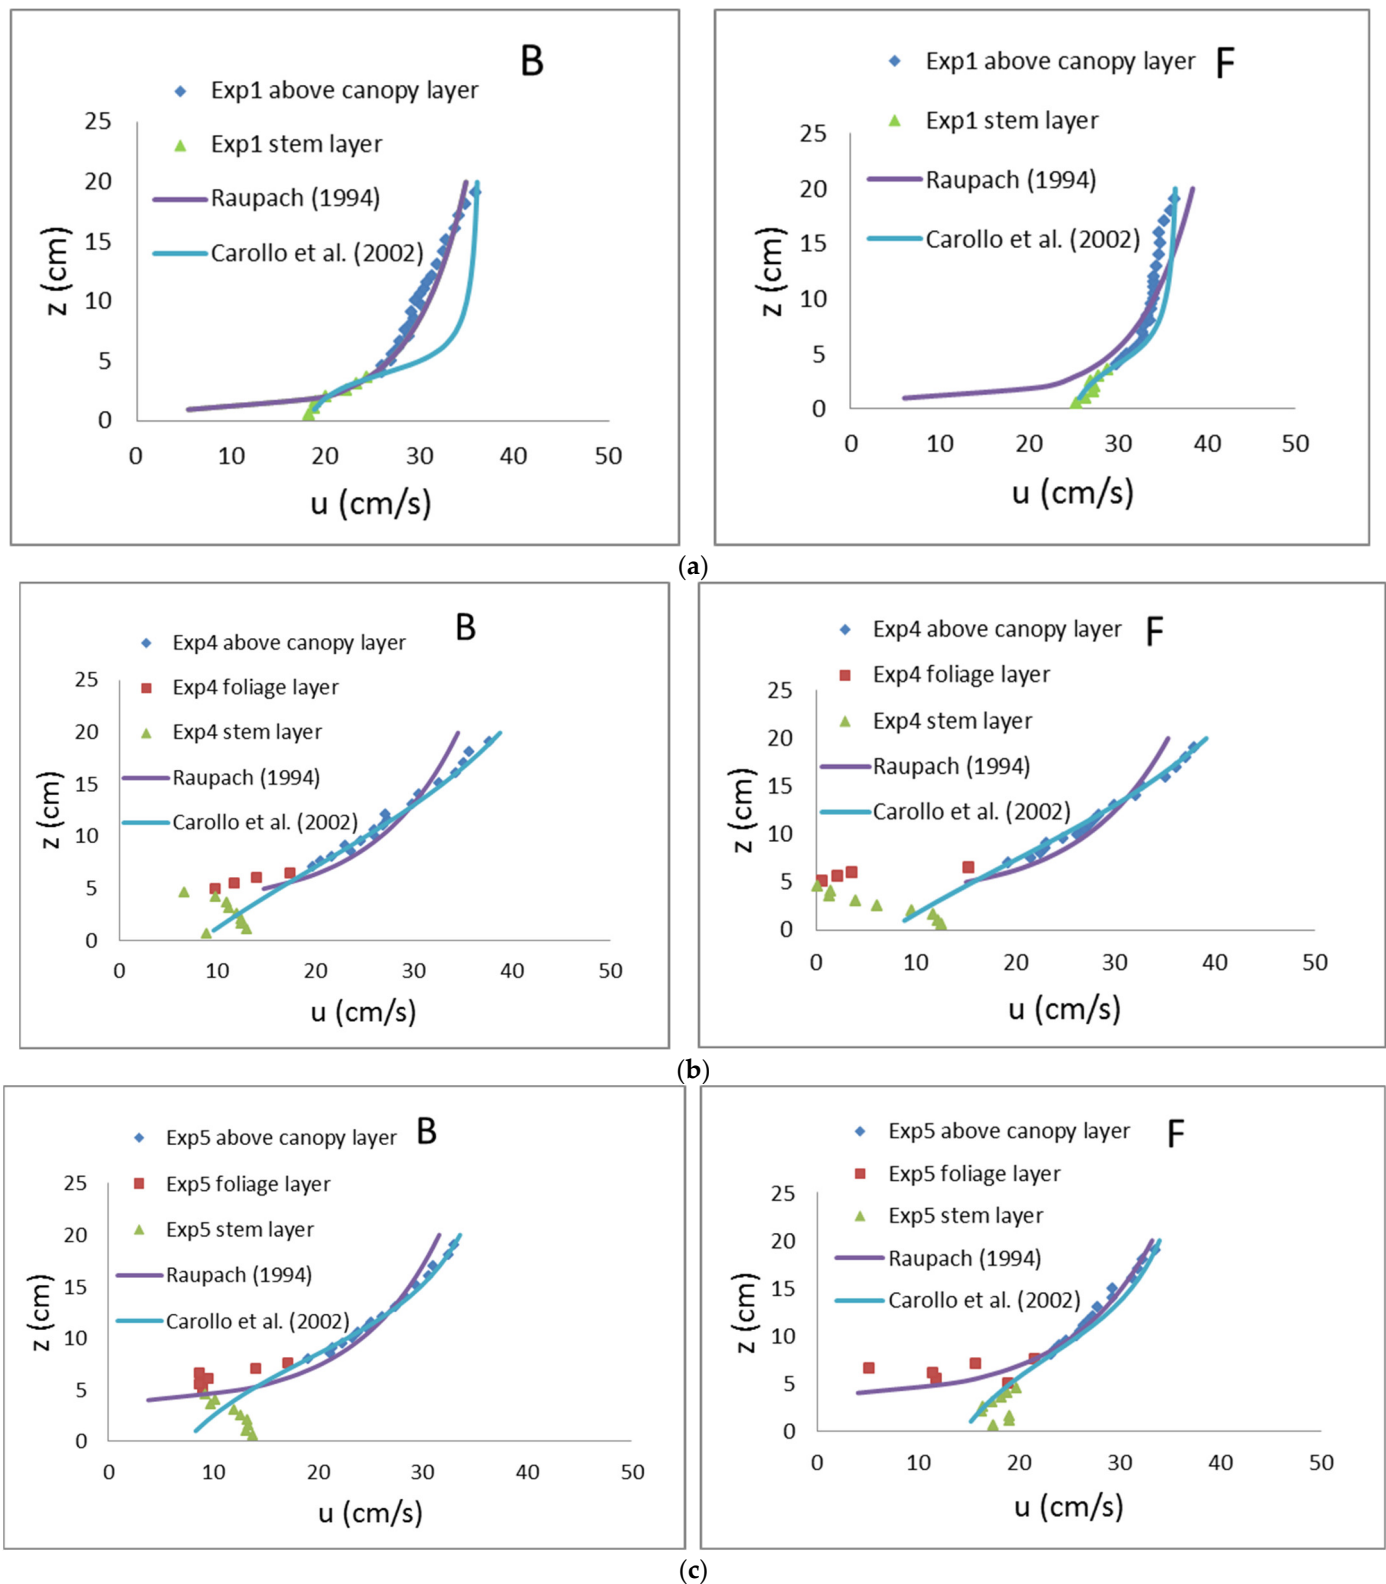 B
Exp1 above canopy layer
Exp1 stem layer
Raupach (1994)
Carollo et al. (2002)
25
20
15
10
5
0
z (cm)
0 10 20 30 40 50
u (cm/s)
F
Exp1 above canopy layer
Exp1 stem layer
Raupach (1994)
Carollo et al. (2002)
25
20
15
10
5
0
z (cm)
0 10 20 30 40 50
u (cm/s)
(a)
B
Exp4 above canopy layer
Exp4 foliage layer
Exp4 stem layer
Raupach (1994)
Carollo et al. (2002)
25
20
15
10
5
0
z (cm)
0 10 20 30 40 50
u (cm/s)
F
Exp4 above canopy layer
Exp4 foliage layer
Exp4 stem layer
Raupach (1994)
Carollo et al. (2002)
25
20
15
10
5
0
z (cm)
0 10 20 30 40 50
u (cm/s)
(b)
B
Exp5 above canopy layer
Exp5 foliage layer
Exp5 stem layer
Raupach (1994)
Carollo et al. (2002)
25
20
15
10
5
0
z (cm)
0 10 20 30 40 50
u (cm/s)
F
Exp5 above canopy layer
Exp5 foliage layer
Exp5 stem layer
Raupach (1994)
Carollo et al. (2002)
25
20
15
10
5
0
z (cm)
0 10 20 30 40 50
u (cm/s)
(c)